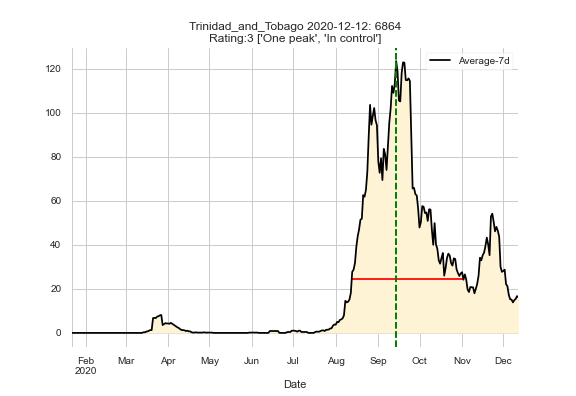 Trinidad_and_Tobago 2020-12-12: 6864
Rating:3 ['One peak', 'In control']
Average-7d
120
100
80
60
40
20
0
Feb Mar Apr May Jun Jul Aug Sep Oct Nov Dec
2020
Date